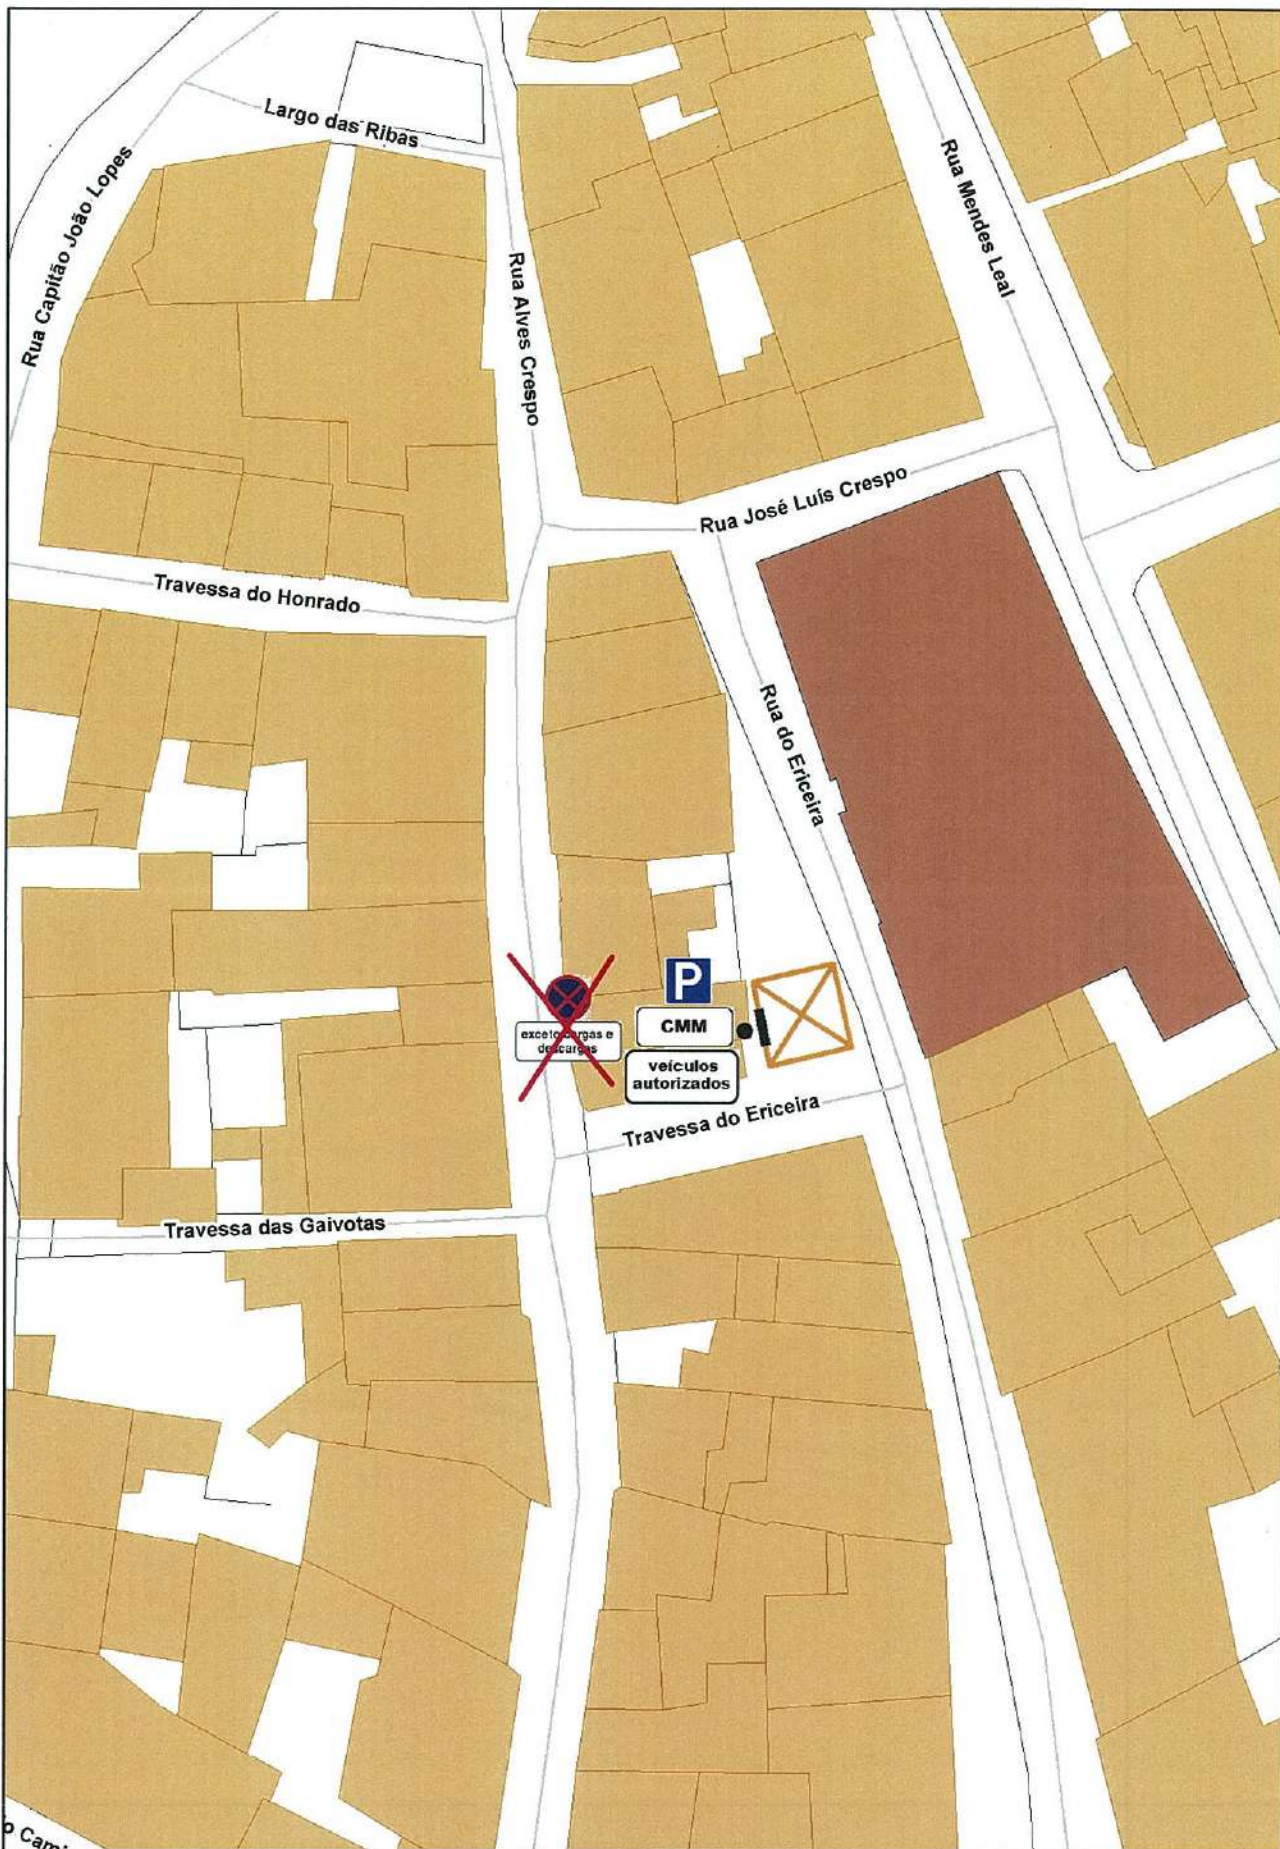 Largo das Ribas
Rua Capitão João Lopes
Rua Alves Crespo
Rua Mendes Leal
Rua José Luís Crespo
Travessa do Honrado
Rua do Ericeira
P
CMM
exceto cargas e
descargas
veículos
autorizados
Travessa do Ericeira
Travessa das Gaivotas